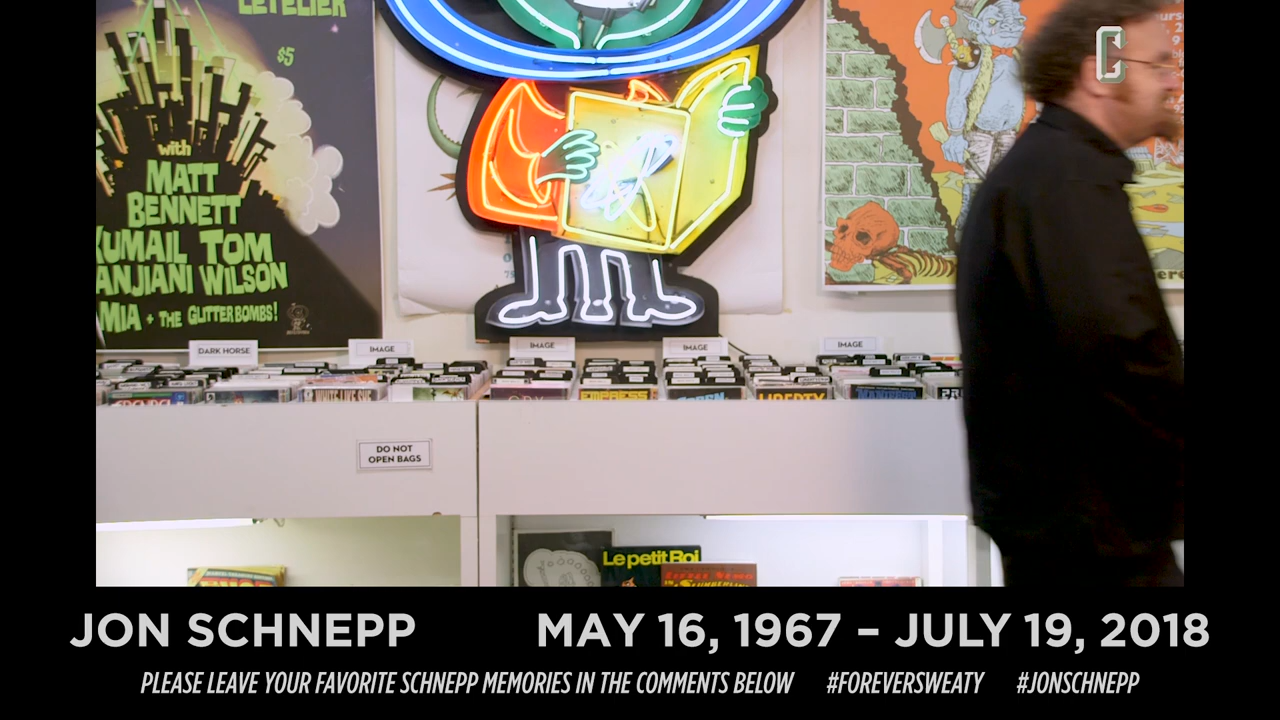 LETELIER
$5
with
MATT
BENNETT
KUMAIL TOM
NANJIANI WILSON
MIA + THE GLITTERBOMBS!
DARK HORSE
IMAGE
IMAGE
IMAGE
IMAGE
EMPRESS
LIBERTY
DO NOT
OPEN BAGS
Le petit Roi
JON SCHNEPP MAY 16, 1967 – JULY 19, 2018
PLEASE LEAVE YOUR FAVORITE SCHNEPP MEMORIES IN THE COMMENTS BELOW #FOREVERSWEATY #JONSCHNEPP